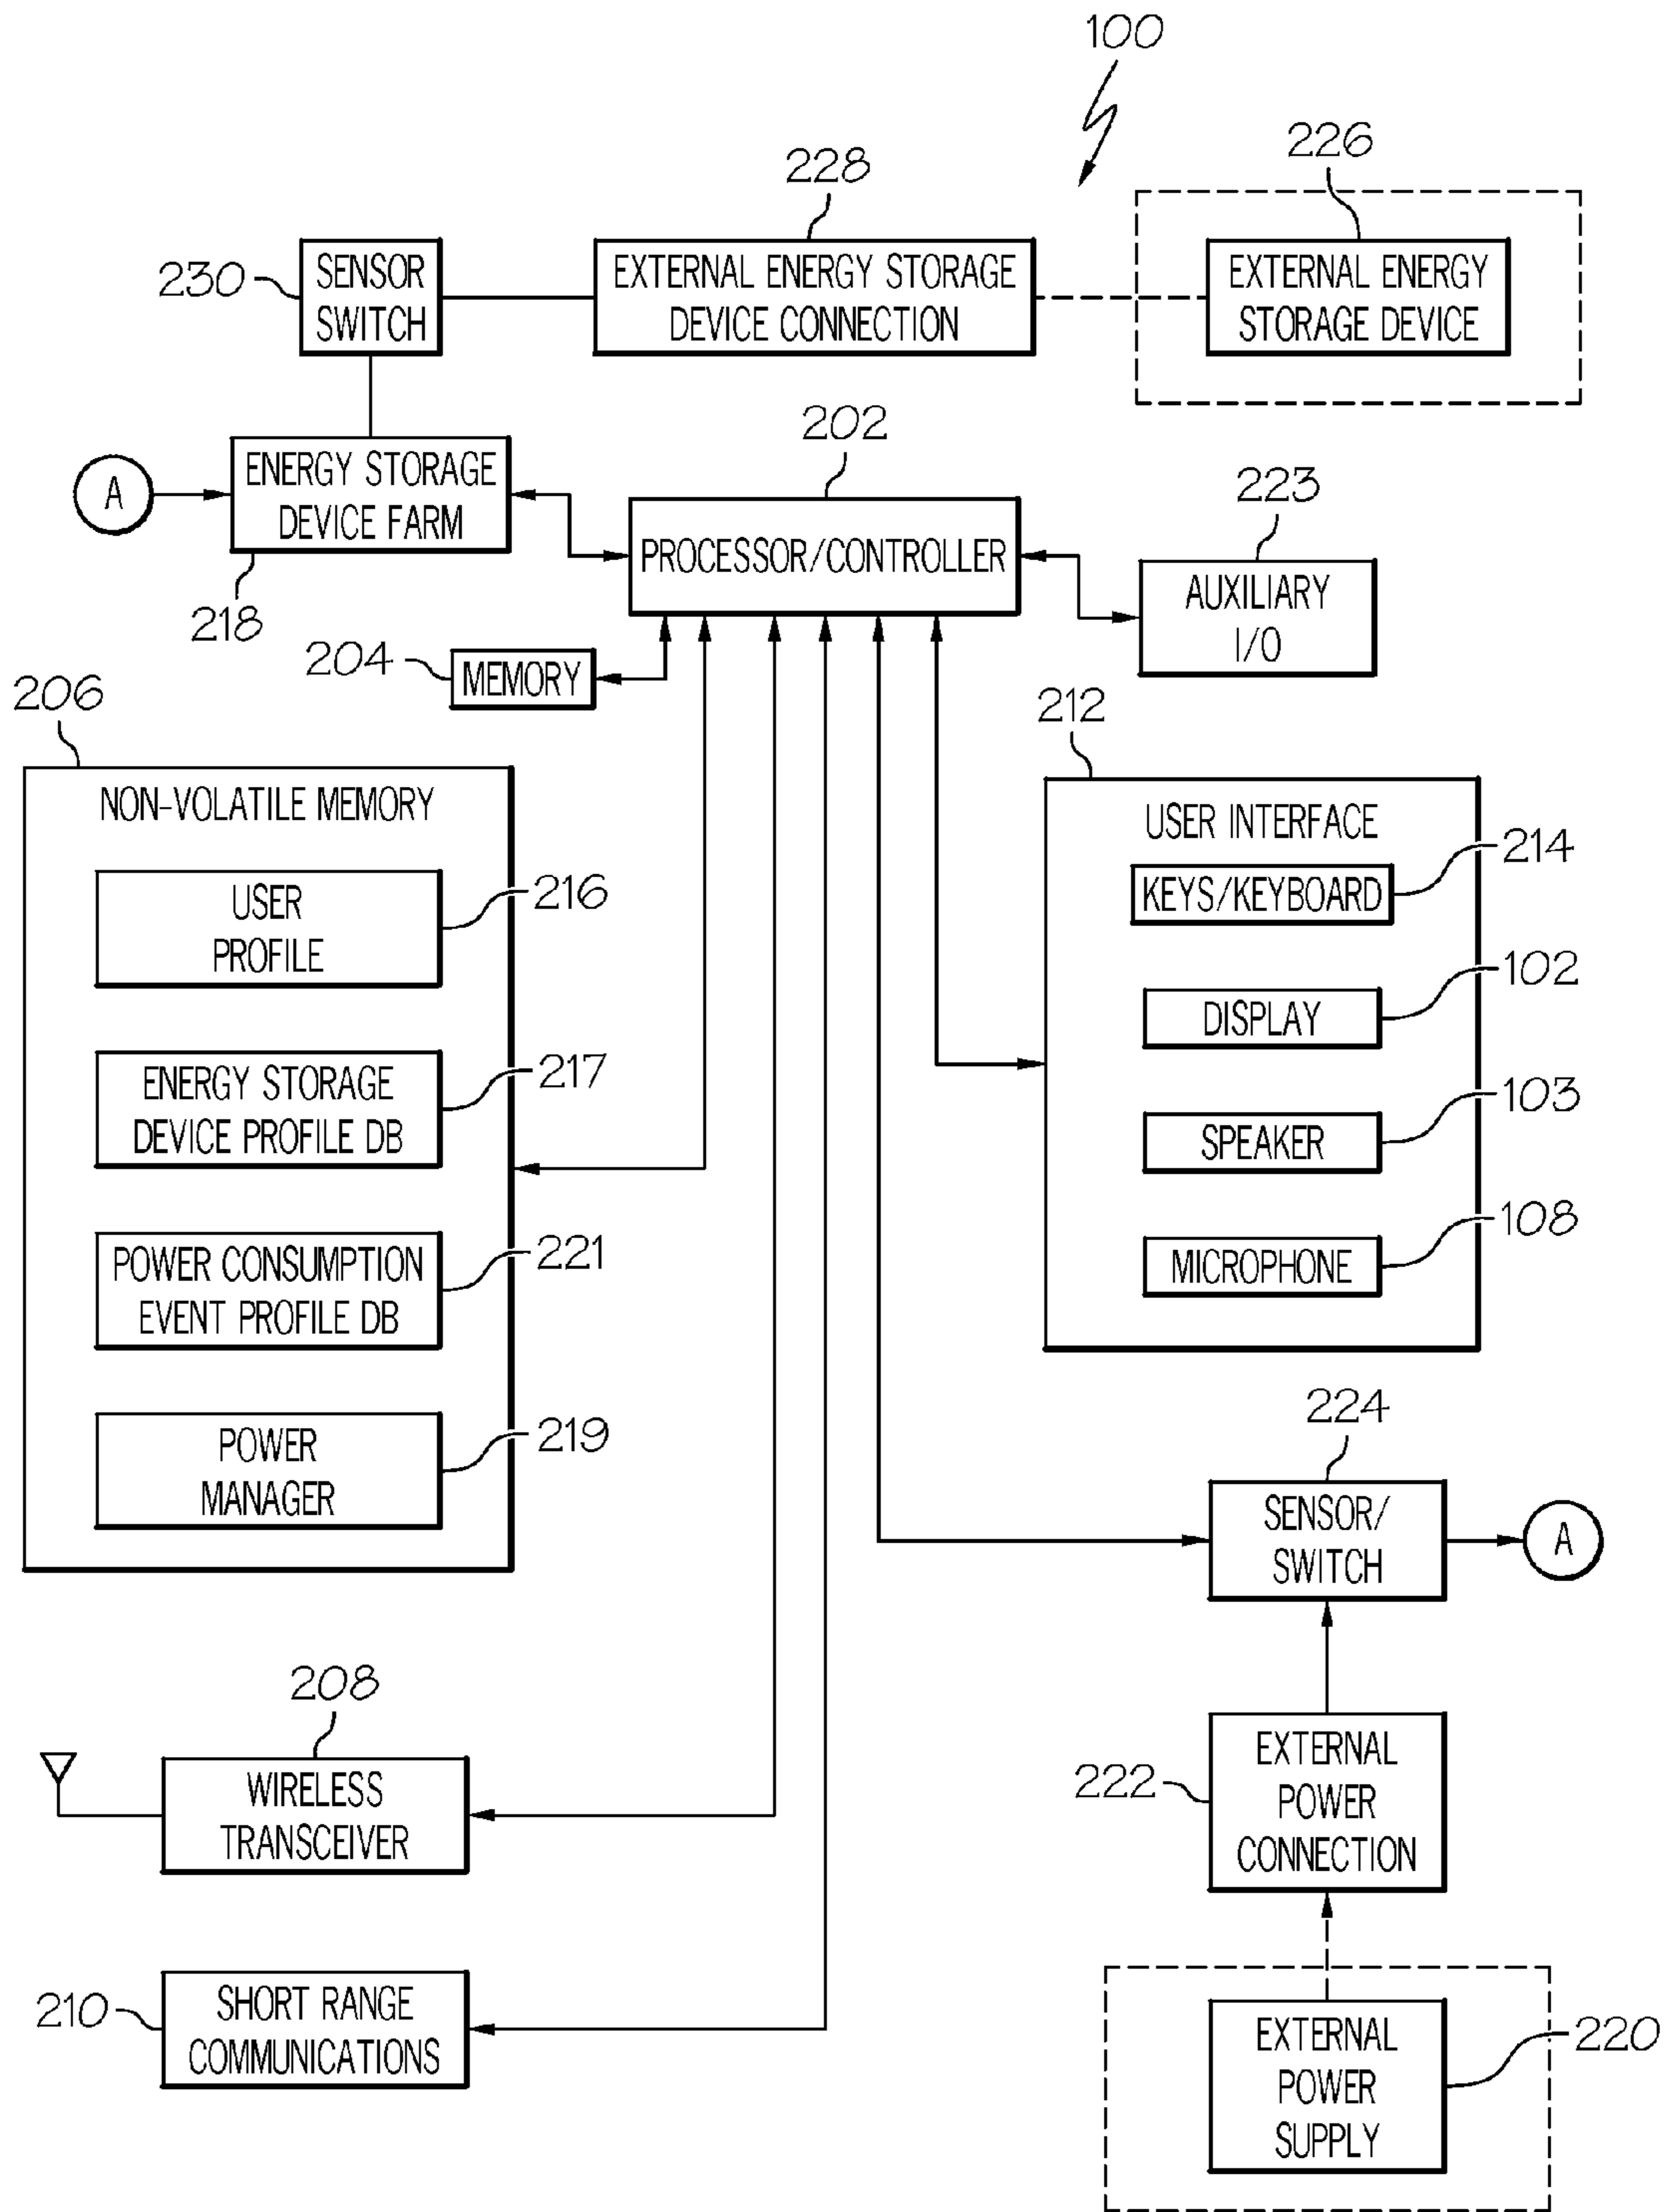 100
228
226
230
SENSOR
SWITCH
EXTERNAL ENERGY STORAGE
DEVICE CONNECTION
EXTERNAL ENERGY
STORAGE DEVICE
202
A
ENERGY STORAGE
DEVICE FARM
218
PROCESSOR/CONTROLLER
223
AUXILIARY
I/O
204
MEMORY
206
NON-VOLATILE MEMORY
USER
PROFILE
216
ENERGY STORAGE
DEVICE PROFILE DB
217
POWER CONSUMPTION
EVENT PROFILE DB
221
POWER
MANAGER
219
212
USER INTERFACE
KEYS/KEYBOARD
214
DISPLAY
102
SPEAKER
103
MICROPHONE
108
224
SENSOR/
SWITCH
A
208
WIRELESS
TRANSCEIVER
222
EXTERNAL
POWER
CONNECTION
210
SHORT RANGE
COMMUNICATIONS
EXTERNAL
POWER
SUPPLY
220